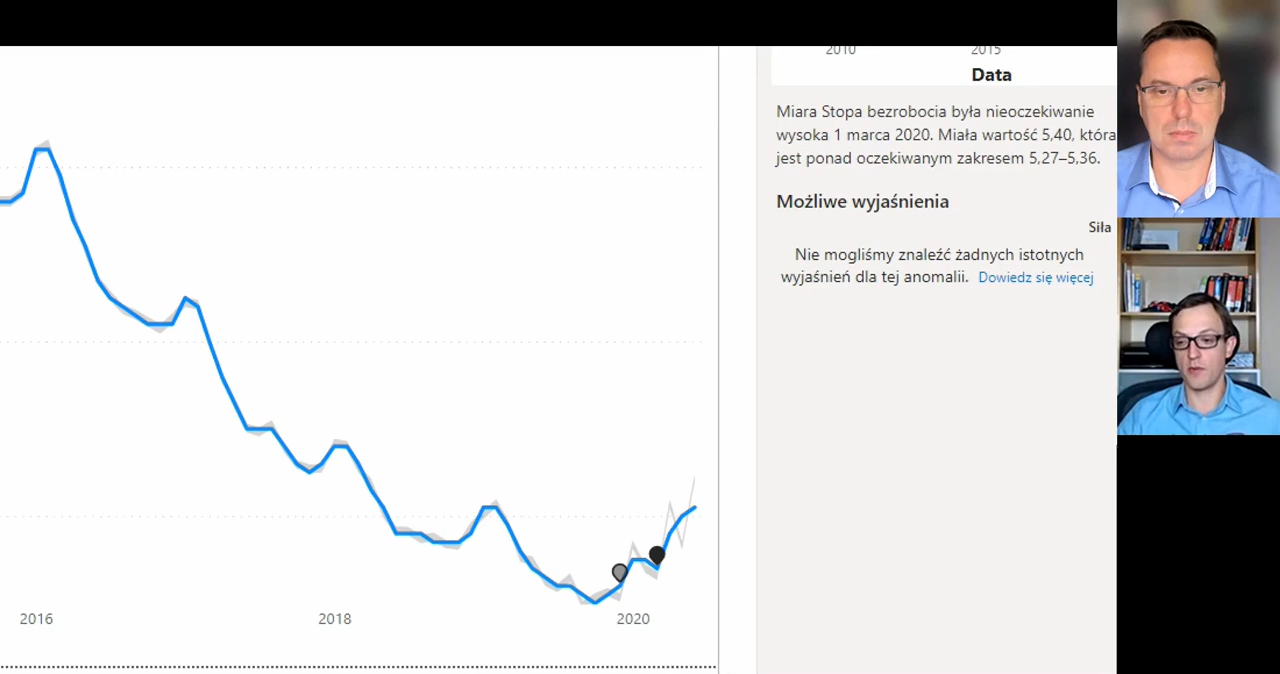 2016
2018
2020
2010
2015
Data
Miara Stopa bezrobocia była nieoczekiwanie
wysoka 1 marca 2020. Miała wartość 5,40, która
jest ponad oczekiwanym zakresem 5,27–5,36.
Możliwe wyjaśnienia
Siła
Nie mogliśmy znaleźć żadnych istotnych
wyjaśnień dla tej anomalii. Dowiedz się więcej